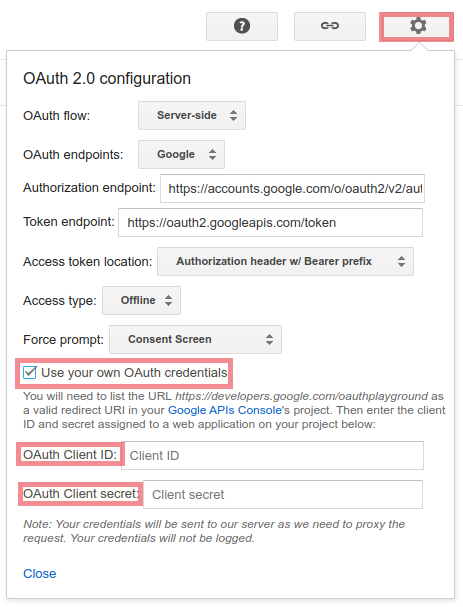 ?
OAuth 2.0 configuration
OAuth flow: Server-side
OAuth endpoints: Google
Authorization endpoint: https://accounts.google.com/o/oauth2/v2/aut
Token endpoint: https://oauth2.googleapis.com/token
Access token location: Authorization header w/ Bearer prefix
Access type: Offline
Force prompt: Consent Screen
Use your own OAuth credentials
You will need to list the URL https://developers.google.com/oauthplayground as
a valid redirect URI in your Google APIs Console's project. Then enter the client
ID and secret assigned to a web application on your project below:
OAuth Client ID: Client ID
OAuth Client secret: Client secret
Note: Your credentials will be sent to our server as we need to proxy the
request. Your credentials will not be logged.
Close